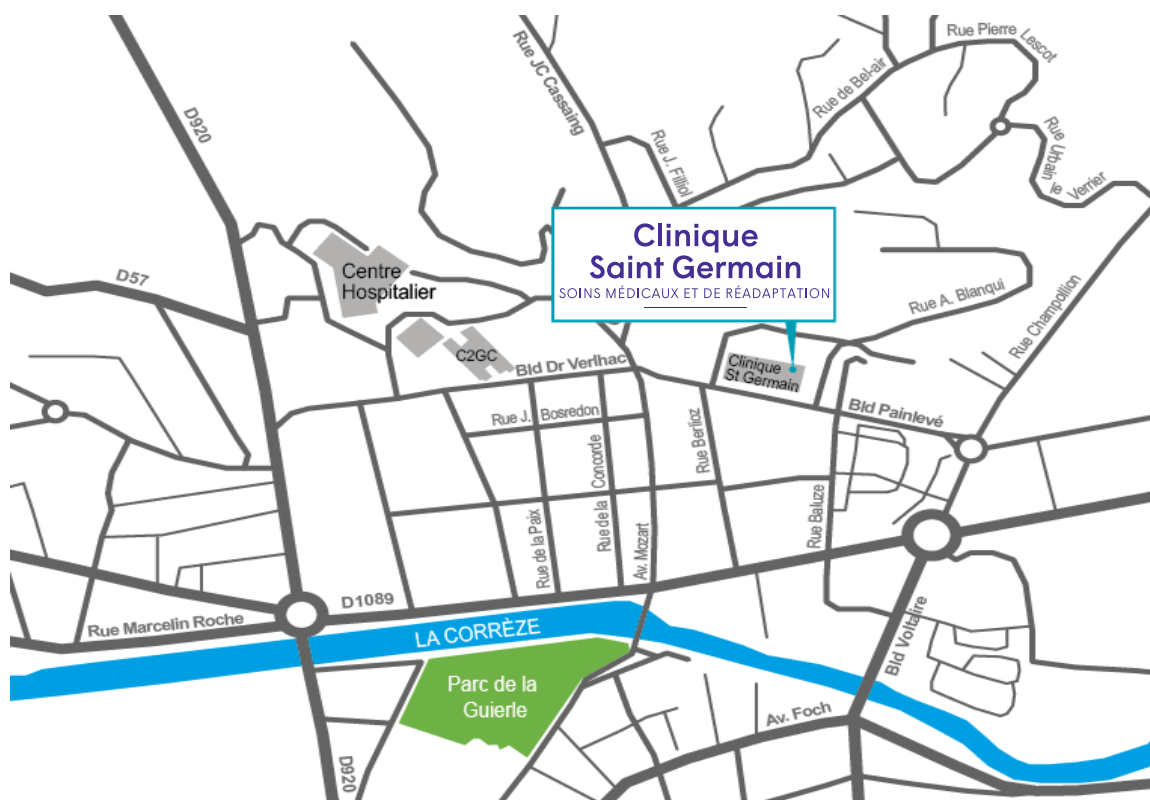 Rue Pierre Lescot
Rue JC Cassaing
Rue de Bel-air
D920
Rue J. Filliol
Rue Urbain le Verrier
Clinique
Saint Germain
SOINS MÉDICAUX ET DE RÉADAPTATION
Centre
Hospitalier
D57
Rue A. Blanqui
Rue Champollion
C2GC
Bld Dr Verlhac
Clinique
St Germain
Bld Painlevé
Rue J. Bosredon
Rue Berlioz
Rue de la Concorde
Rue de la Paix
Av. Mozart
Rue Baluze
D1089
Rue Marcelin Roche
LA CORRÈZE
Bld Voltaire
Parc de la
Guierle
Av. Foch
D920